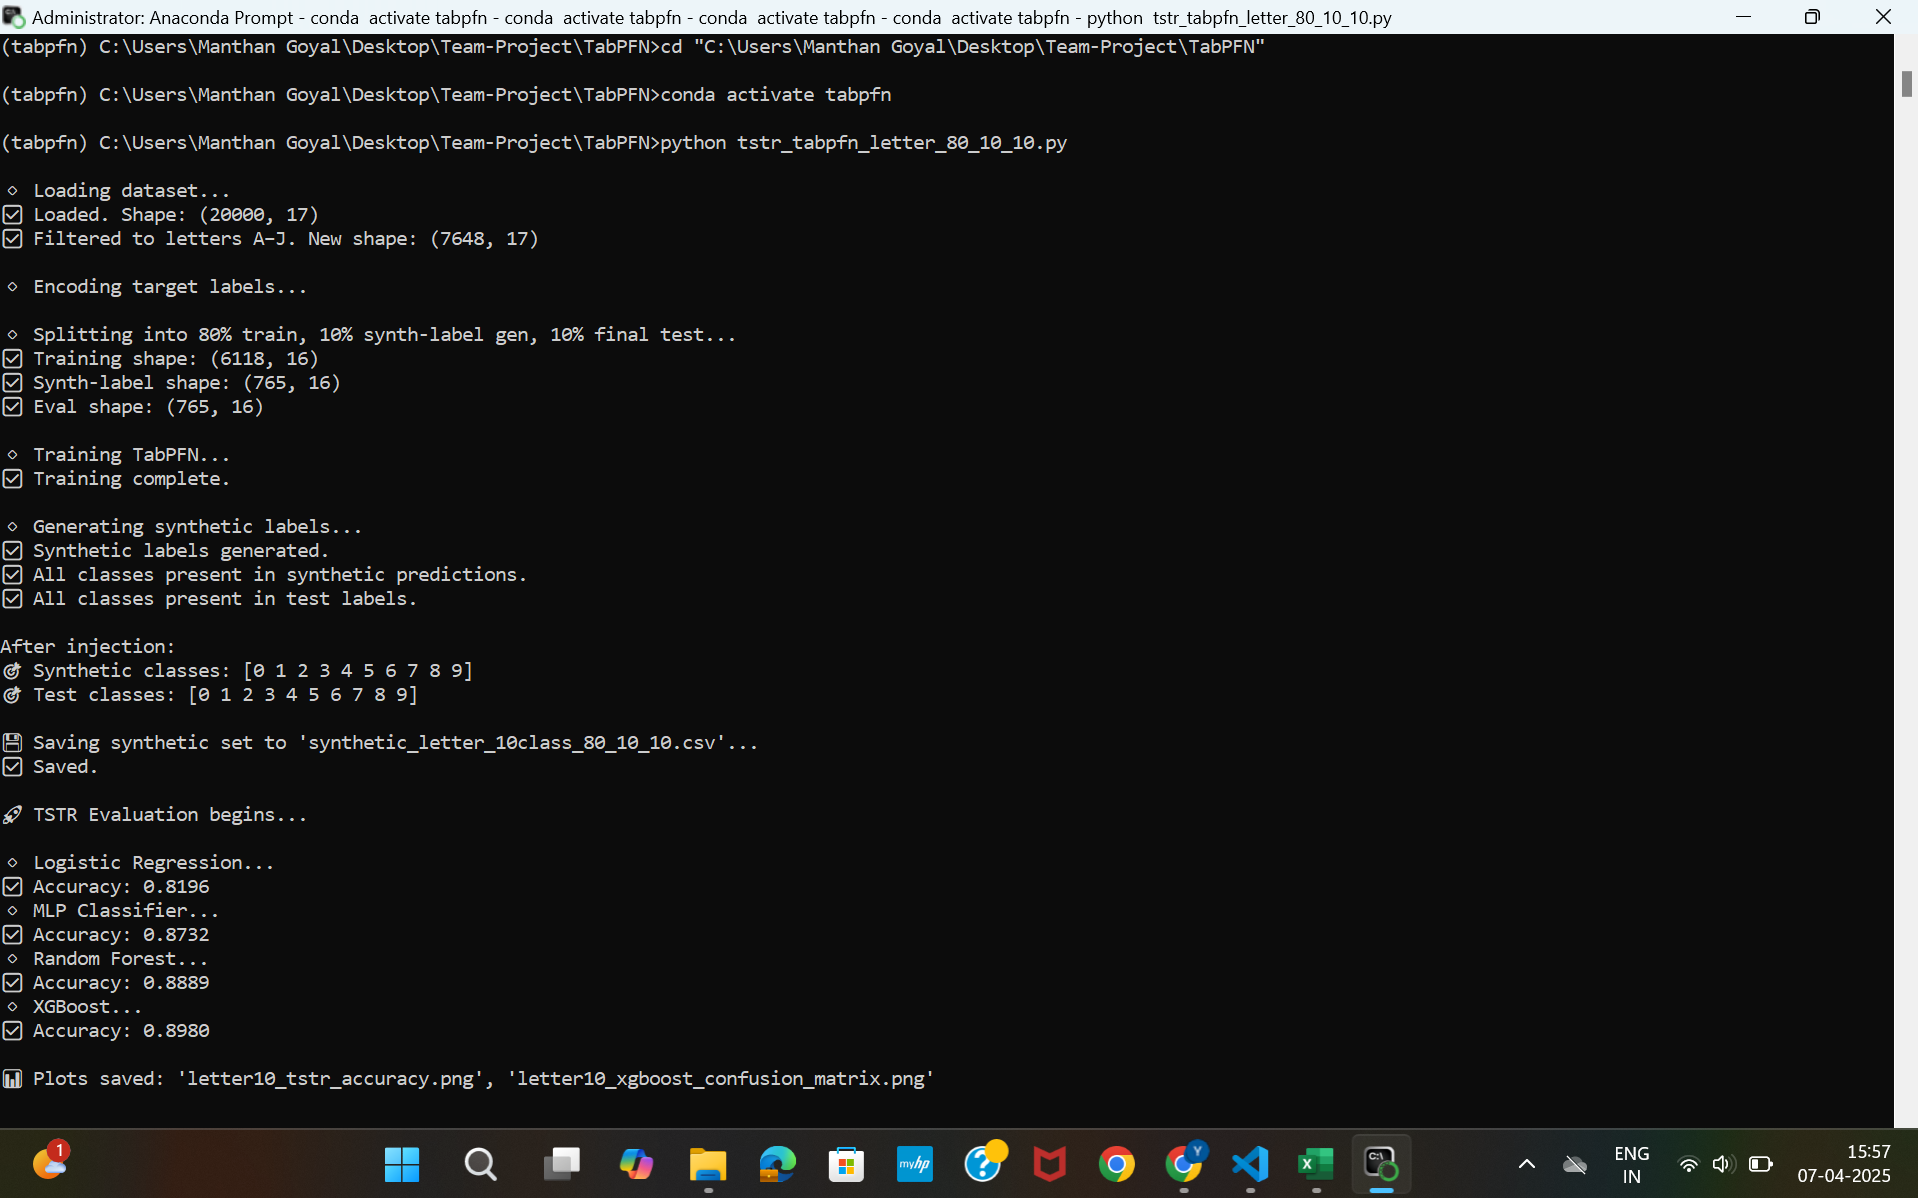 Administrator: Anaconda Prompt - conda  activate tabpfn - conda  activate tabpfn - conda  activate tabpfn - conda  activate tabpfn - python  tstr_tabpfn_letter_80_10_10.py
(tabpfn) C:\Users\Manthan Goyal\Desktop\Team-Project\TabPFN>cd "C:\Users\Manthan Goyal\Desktop\Team-Project\TabPFN"
(tabpfn) C:\Users\Manthan Goyal\Desktop\Team-Project\TabPFN>conda activate tabpfn
(tabpfn) C:\Users\Manthan Goyal\Desktop\Team-Project\TabPFN>python tstr_tabpfn_letter_80_10_10.py
Loading dataset...
Loaded. Shape: (20000, 17)
Filtered to letters A–J. New shape: (7648, 17)
Encoding target labels...
Splitting into 80% train, 10% synth-label gen, 10% final test...
Training shape: (6118, 16)
Synth-label shape: (765, 16)
Eval shape: (765, 16)
Training TabPFN...
Training complete.
Generating synthetic labels...
Synthetic labels generated.
All classes present in synthetic predictions.
All classes present in test labels.
After injection:
Synthetic classes: [0 1 2 3 4 5 6 7 8 9]
Test classes: [0 1 2 3 4 5 6 7 8 9]
Saving synthetic set to 'synthetic_letter_10class_80_10_10.csv'...
Saved.
TSTR Evaluation begins...
Logistic Regression...
Accuracy: 0.8196
MLP Classifier...
Accuracy: 0.8732
Random Forest...
Accuracy: 0.8889
XGBoost...
Accuracy: 0.8980
Plots saved: 'letter10_tstr_accuracy.png', 'letter10_xgboost_confusion_matrix.png'
1
myhp
Y
C:\
ENG
IN
15:57
07-04-2025